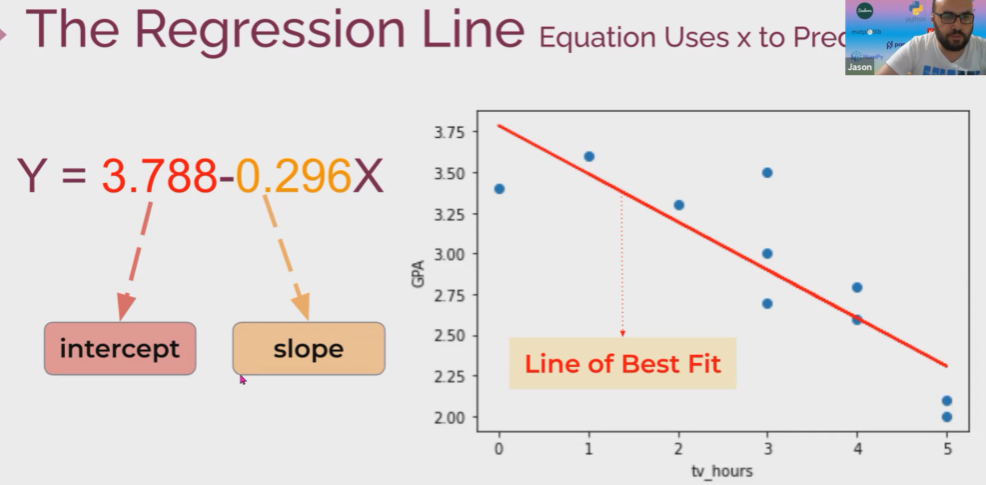 The Regression Line Equation Uses x to Prec
Jason
Y = 3.788-0.296X
intercept
slope
GPA
3.75
3.50
3.25
3.00
2.75
2.50
2.25
2.00
Line of Best Fit
0 1 2 3 4 5
tv_hours